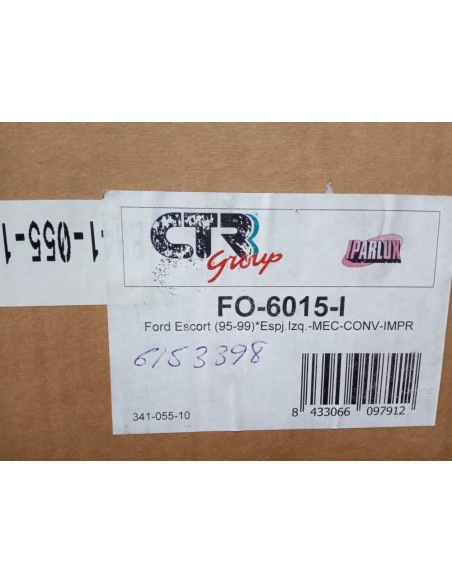 CTR
Group
PARLUX
FO-6015-I
Ford Escort (95-99)*Espj.Izq.-MEC-CONV-IMPR
6153398
341-055-10
8 433066 097912
1-055-1